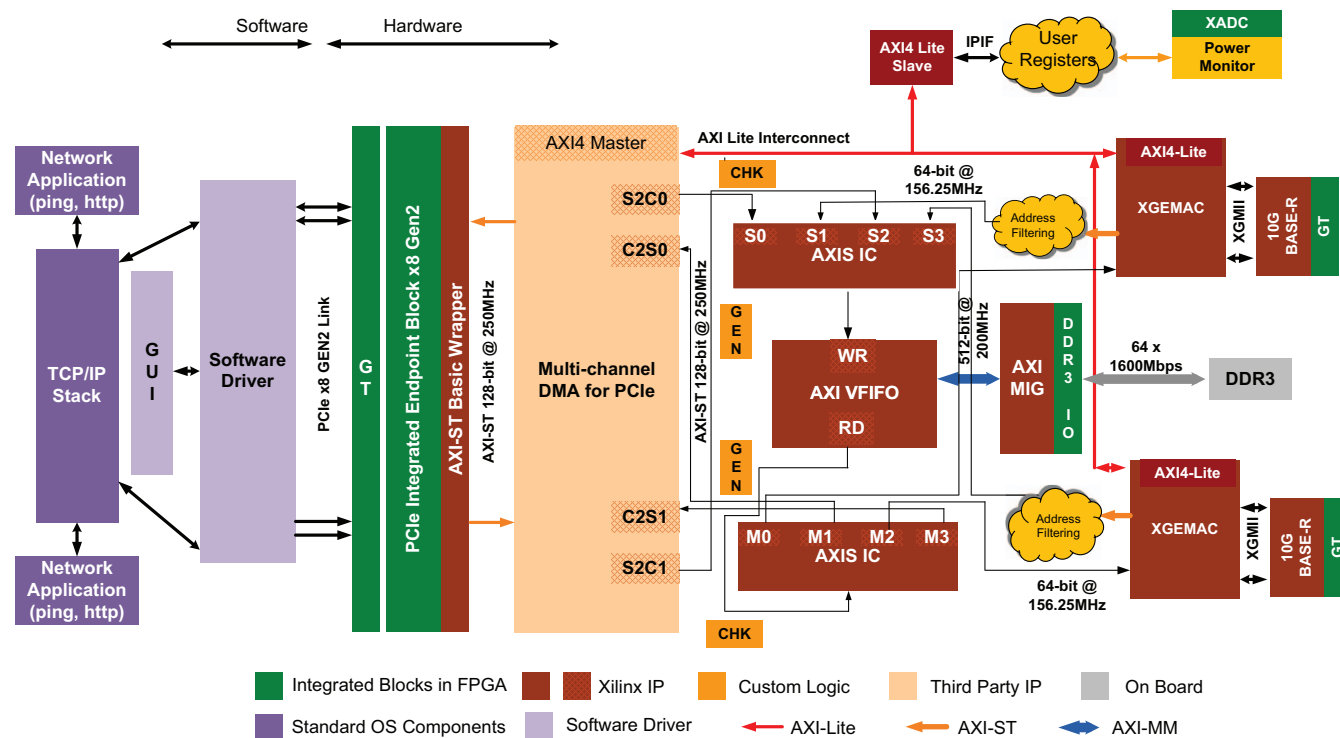 Software
Hardware
XADC
Power
Monitor
User
Registers
IPIF
AXI4 Lite
Slave
AXI4 Master
AXI Lite Interconnect
CHK
64-bit @
156.25MHz
AXI4-Lite
XGEMAC
XGMII
10G
BASE-R
GT
Address
Filtering
Network
Application
(ping, http)
TCP/IP
Stack
GUI
Software
Driver
PCIe x8 GEN2 Link
GT
PCIe Integrated Endpoint Block x8 Gen2
AXI-ST Basic Wrapper
AXI-ST 128-bit @ 250MHz
S2C0
C2S0
Multi-channel
DMA for PCIe
C2S1
S2C1
AXI-ST 128-bit @ 250MHz
S0 S1 S2 S3
AXIS IC
GEN
WR
AXI VFIFO
RD
GEN
512-bit @
200MHz
AXI
MIG
DDR3 IO
64 x
1600Mbps
DDR3
M0 M1 M2 M3
AXIS IC
CHK
Address
Filtering
64-bit @
156.25MHz
AXI4-Lite
XGEMAC
XGMII
10G
BASE-R
GT
Network
Application
(ping, http)
Integrated Blocks in FPGA
Xilinx IP
Custom Logic
Third Party IP
On Board
Standard OS Components
Software Driver
AXI-Lite
AXI-ST
AXI-MM